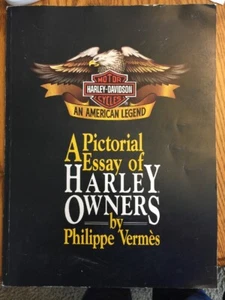 MOTOR
HARLEY-DAVIDSON
CYCLES
AN AMERICAN LEGEND
A Pictorial
Essay of
HARLEY
OWNERS
by
Philippe Vermès